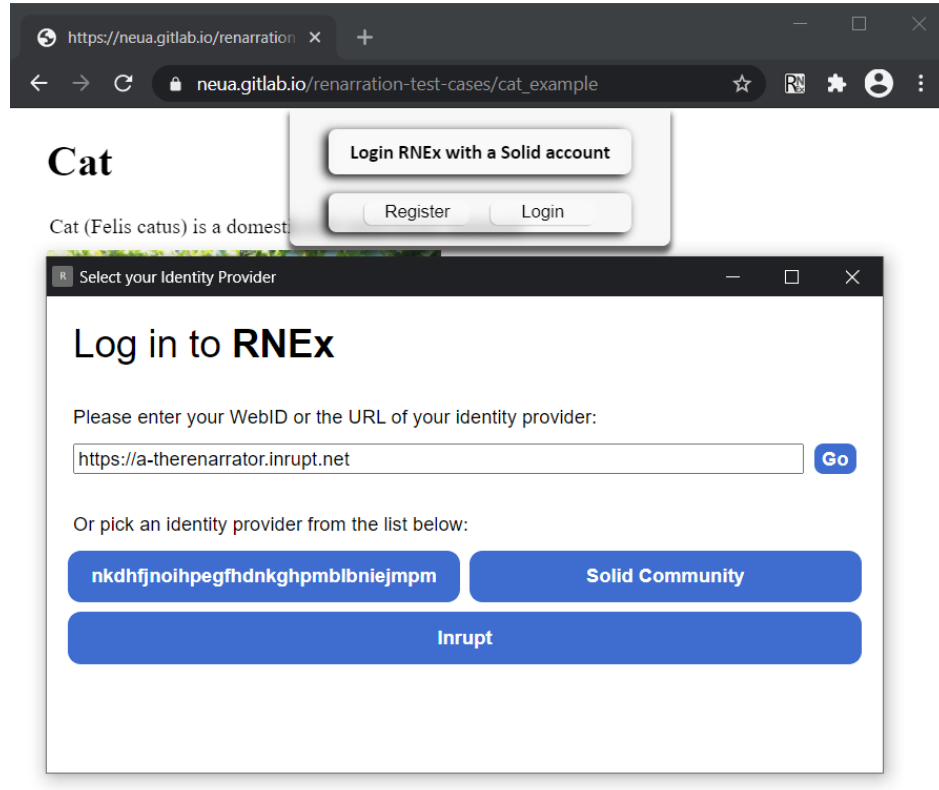 https://neua.gitlab.io/renarration
neua.gitlab.io/renarration-test-cases/cat_example
RNEx
Login RNEx with a Solid account
Cat
Register Login
Cat (Felis catus) is a domesti
R Select your Identity Provider
Log in to RNEx
Please enter your WebID or the URL of your identity provider:
https://a-therenarrator.inrupt.net Go
Or pick an identity provider from the list below:
nkdhfjnoihpegfhdnkghpmblbniejmpm Solid Community
Inrupt